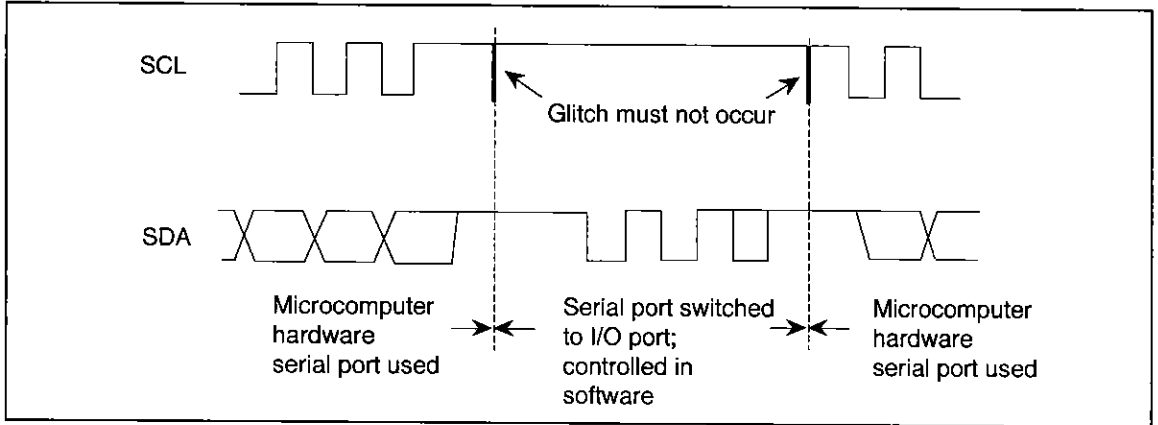 SCL
Glitch must not occur
SDA
Microcomputer
hardware
serial port used
Serial port switched
to I/O port;
controlled in
software
Microcomputer
hardware
serial port used